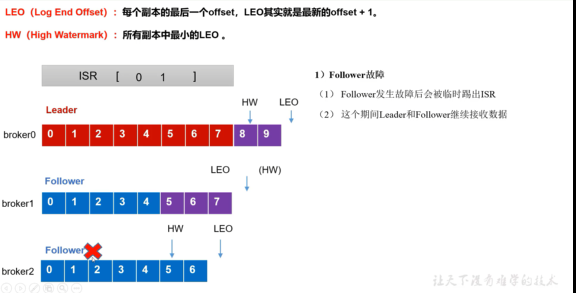 LEO（Log End Offset）：每个副本的最后一个offset，LEO其实就是最新的offset + 1。
HW（High Watermark）：所有副本中最小的LEO 。
ISR [ 0 1 ]
1）Follower故障
（1） Follower发生故障后会被临时踢出ISR
（2） 这个期间Leader和Follower继续接收数据
Leader
HW LEO
broker0 0 1 2 3 4 5 6 7 8 9
LEO (HW)
Follower
broker1 0 1 2 3 4 5 6 7
HW LEO
Follower
broker2 0 1 2 3 4 5 6
让天下没有难学的技术